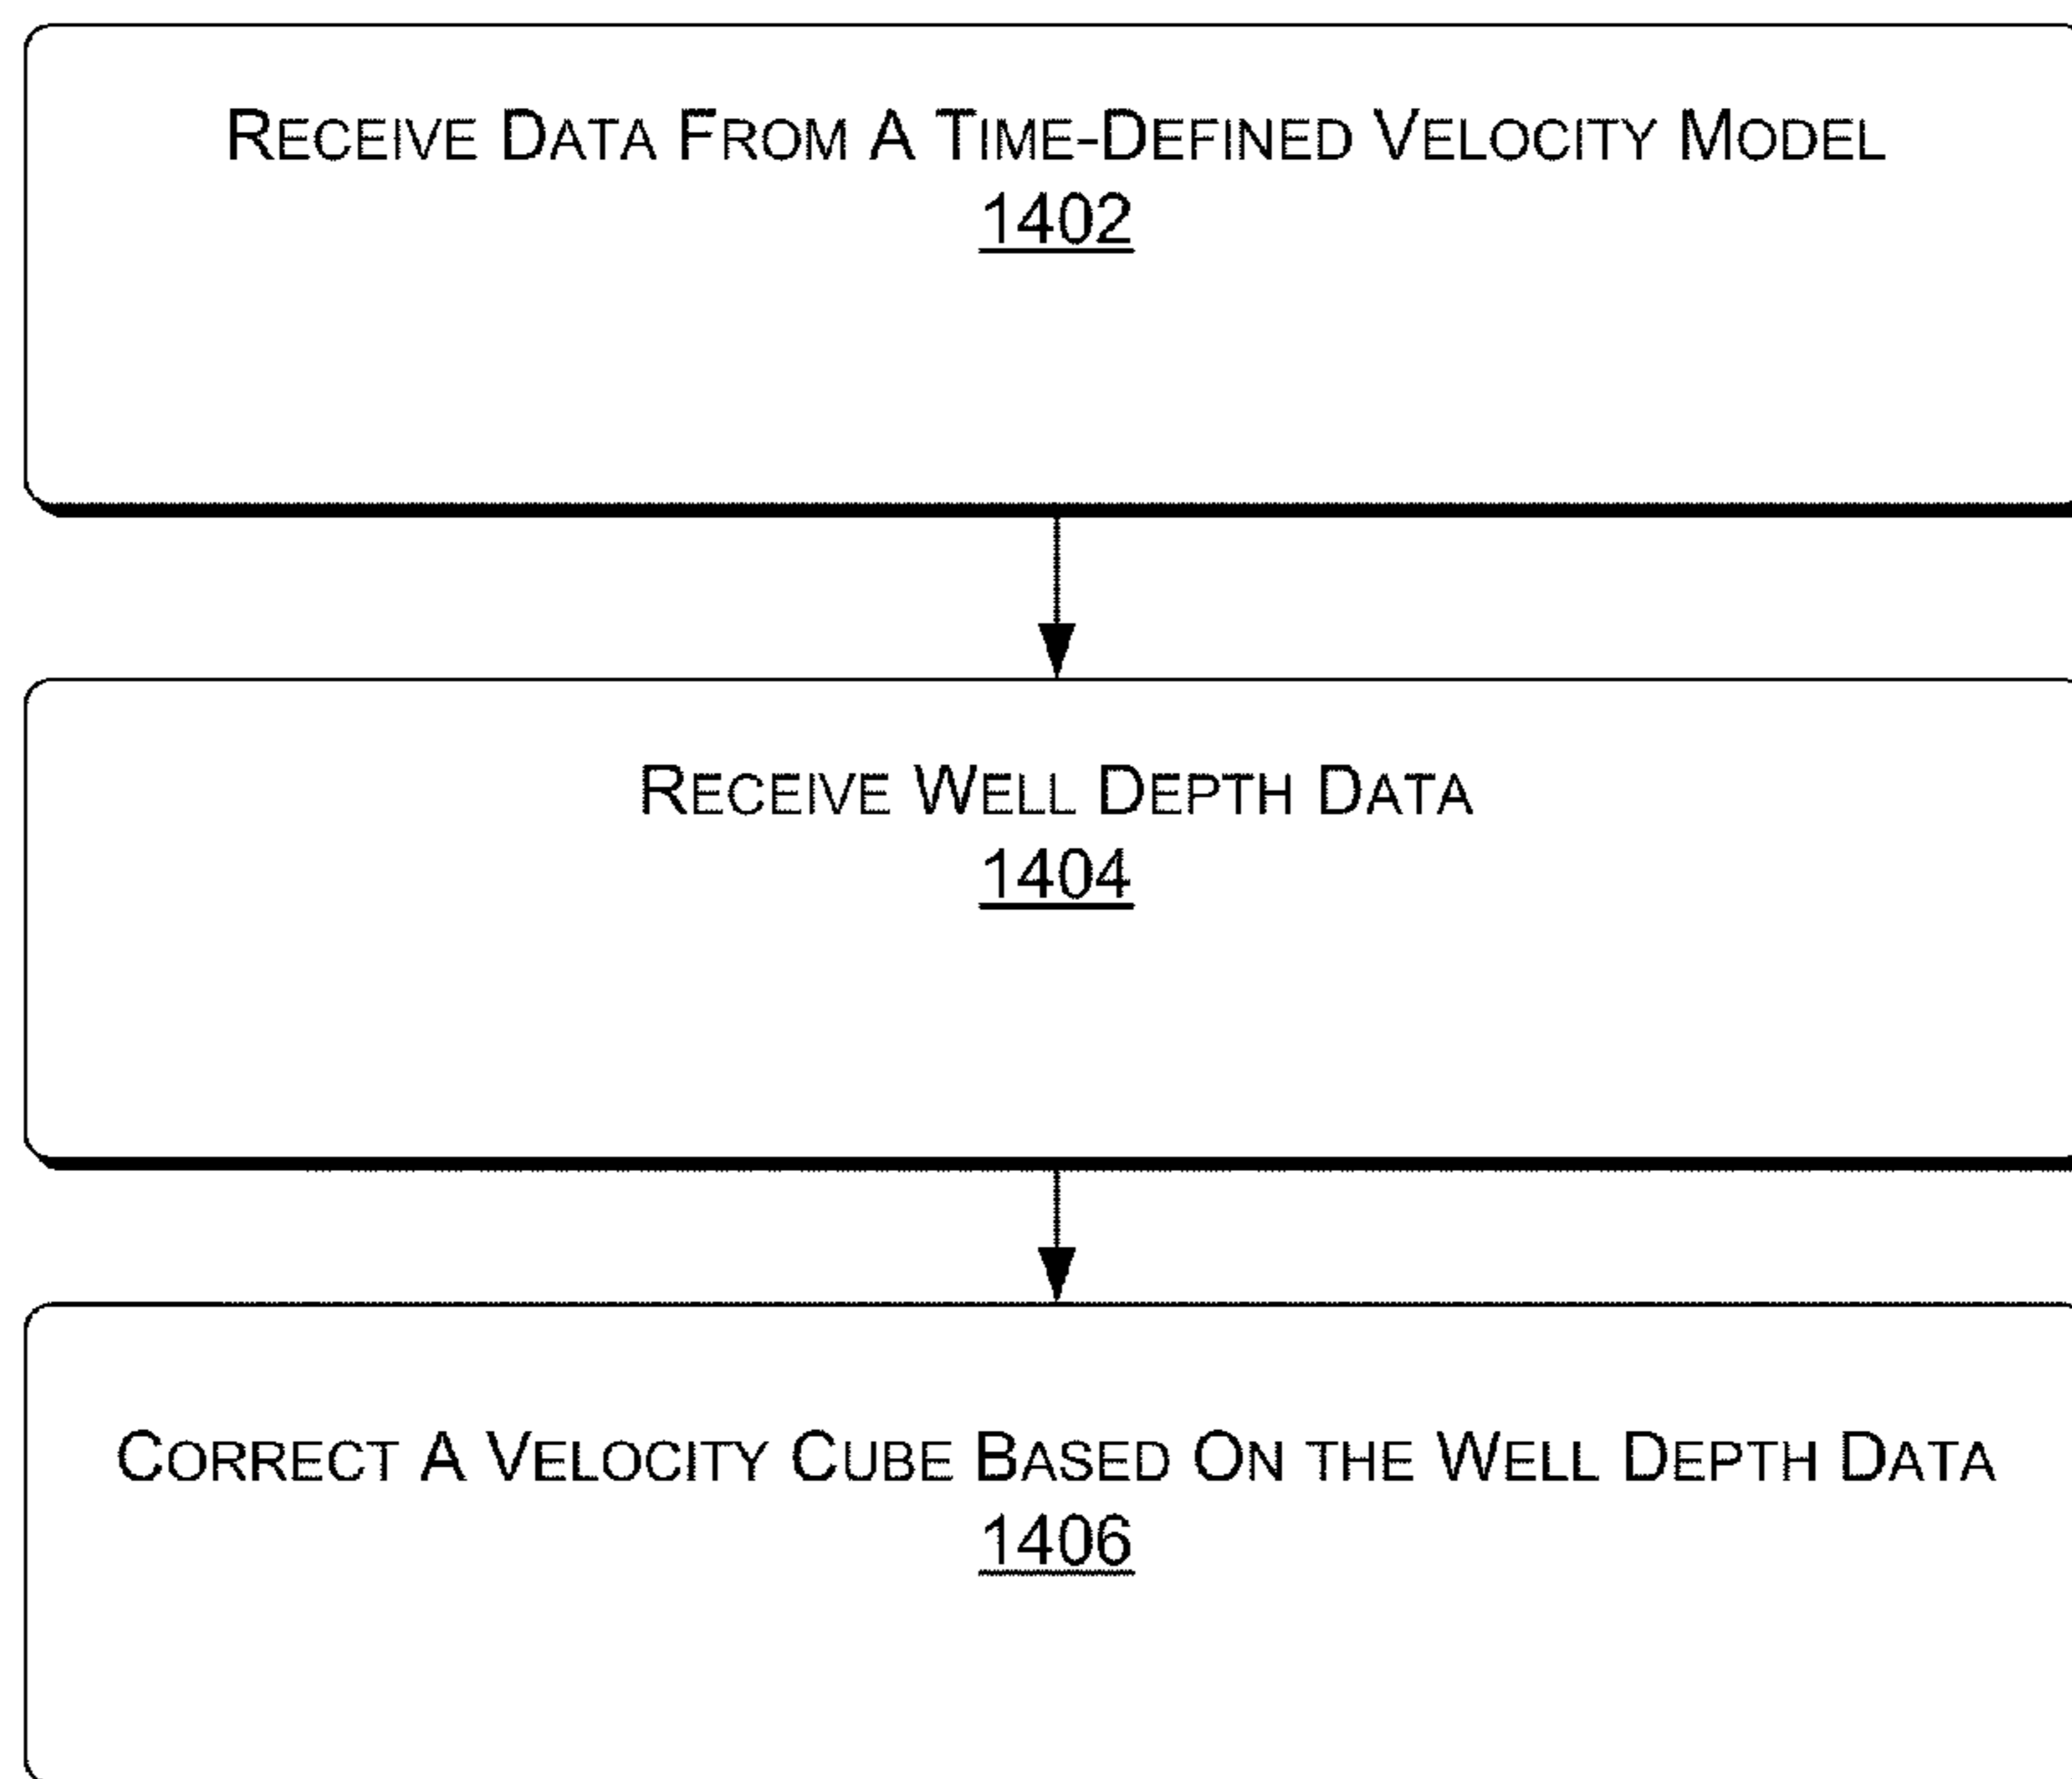 RECEIVE DATA FROM A TIME-DEFINED VELOCITY MODEL
1402
RECEIVE WELL DEPTH DATA
1404
CORRECT A VELOCITY CUBE BASED ON THE WELL DEPTH DATA
1406